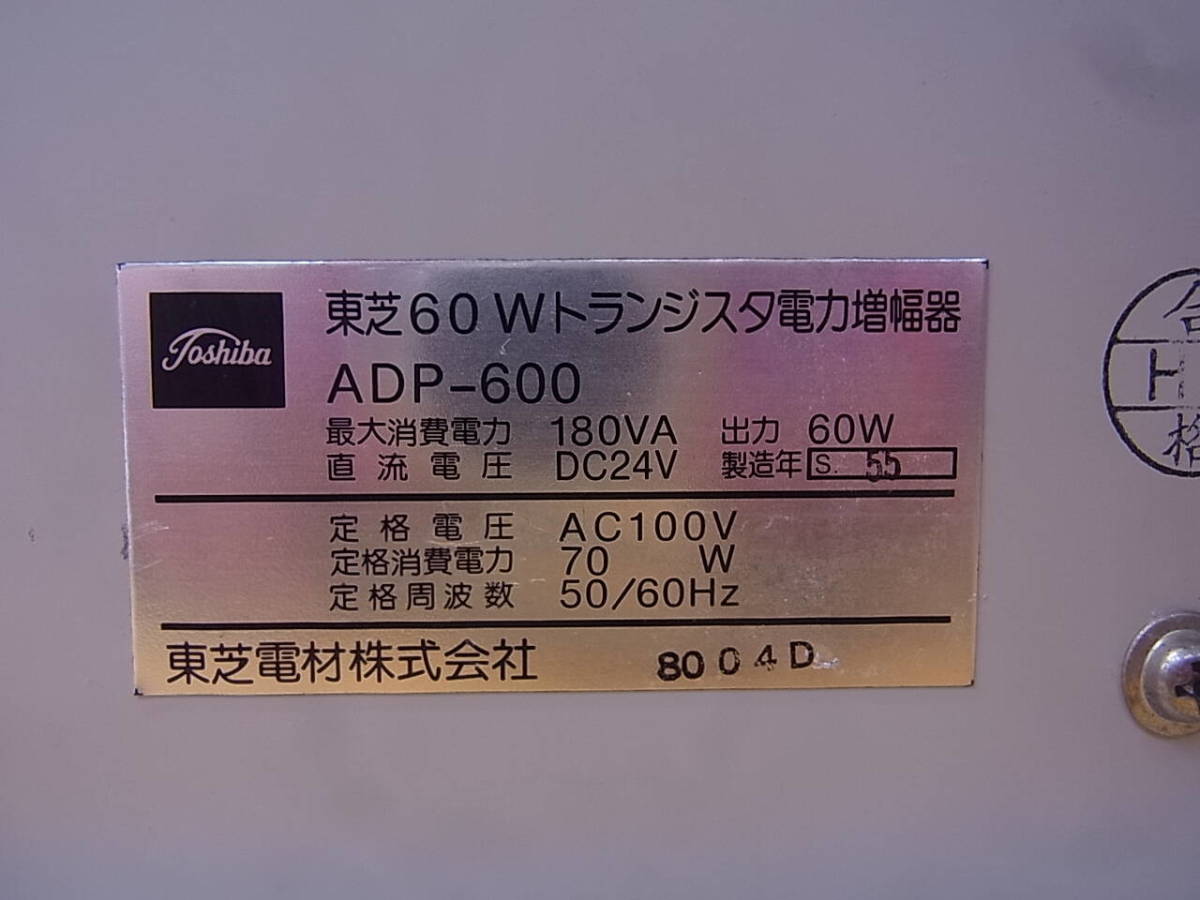 Toshiba
東芝60Wトランジスタ電力増幅器
ADP-600
最大消費電力 180VA 出力 60W
直流電圧 DC24V 製造年 S. 55
定格電圧 AC100V
定格消費電力 70 W
定格周波数 50/60Hz
東芝電材株式会社 8004D
合
H
格